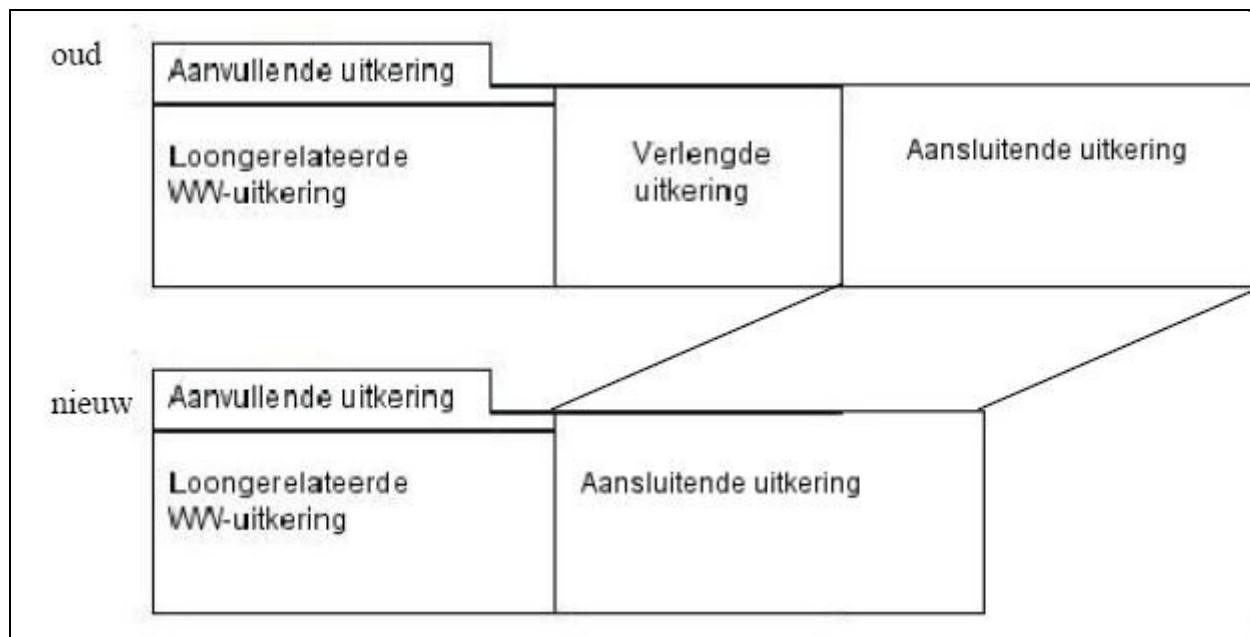 oud
Aanvullende uitkering
Loongerelateerde
WW-uitkering
Verlengde
uitkering
Aansluitende uitkering
nieuw
Aanvullende uitkering
Loongerelateerde
WW-uitkering
Aansluitende uitkering